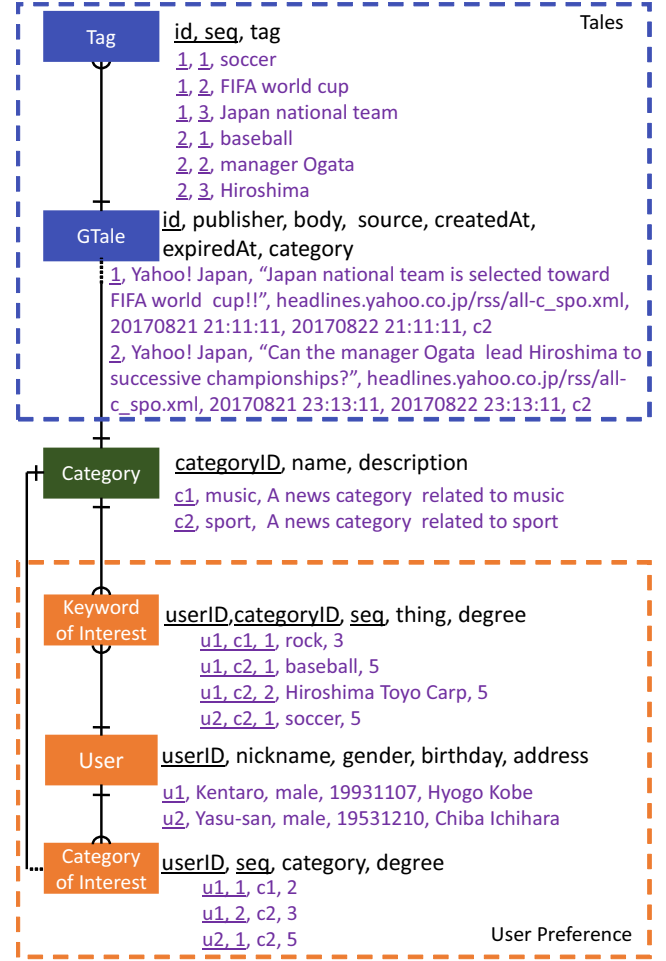 Tales
Tag
id, seq, tag
1, 1, soccer
1, 2, FIFA world cup
1, 3, Japan national team
2, 1, baseball
2, 2, manager Ogata
2, 3, Hiroshima
GTale
id, publisher, body, source, createdAt,
expiredAt, category
1, Yahoo! Japan, “Japan national team is selected toward
FIFA world cup!!”, headlines.yahoo.co.jp/rss/all-c_spo.xml,
20170821 21:11:11, 20170822 21:11:11, c2
2, Yahoo! Japan, “Can the manager Ogata lead Hiroshima to
successive championships?”, headlines.yahoo.co.jp/rss/all-
c_spo.xml, 20170821 23:13:11, 20170822 23:13:11, c2
Category
categoryID, name, description
c1, music, A news category related to music
c2, sport, A news category related to sport
Keyword
of Interest
userID,categoryID, seq, thing, degree
u1, c1, 1, rock, 3
u1, c2, 1, baseball, 5
u1, c2, 2, Hiroshima Toyo Carp, 5
u2, c2, 1, soccer, 5
User
userID, nickname, gender, birthday, address
u1, Kentaro, male, 19931107, Hyogo Kobe
u2, Yasu-san, male, 19531210, Chiba Ichihara
Category
of Interest
userID, seq, category, degree
u1, 1, c1, 2
u1, 2, c2, 3
u2, 1, c2, 5
User Preference